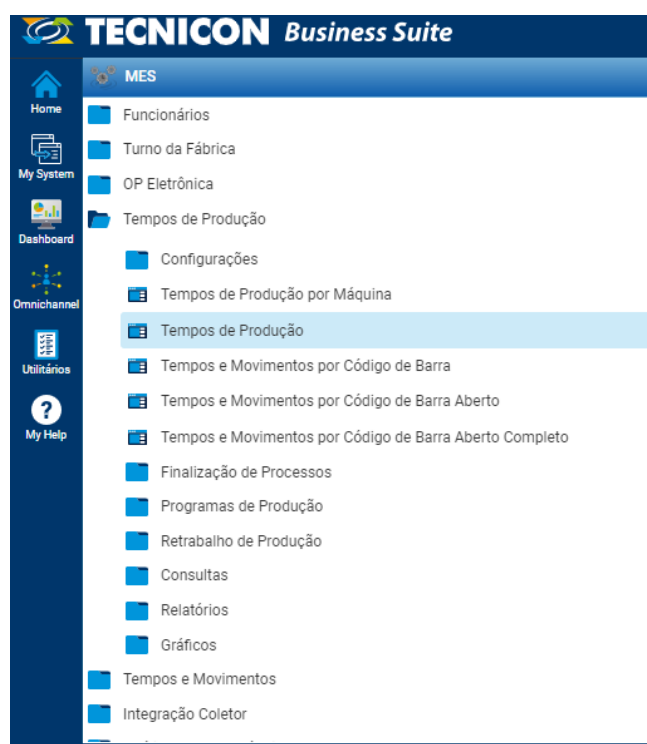 TECNICON Business Suite
Home
My System
Dashboard
Omnichannel
Utilitários
?
My Help
MES
Funcionários
Turno da Fábrica
OP Eletrônica
Tempos de Produção
Configurações
Tempos de Produção por Máquina
Tempos de Produção
Tempos e Movimentos por Código de Barra
Tempos e Movimentos por Código de Barra Aberto
Tempos e Movimentos por Código de Barra Aberto Completo
Finalização de Processos
Programas de Produção
Retrabalho de Produção
Consultas
Relatórios
Gráficos
Tempos e Movimentos
Integração Coletor